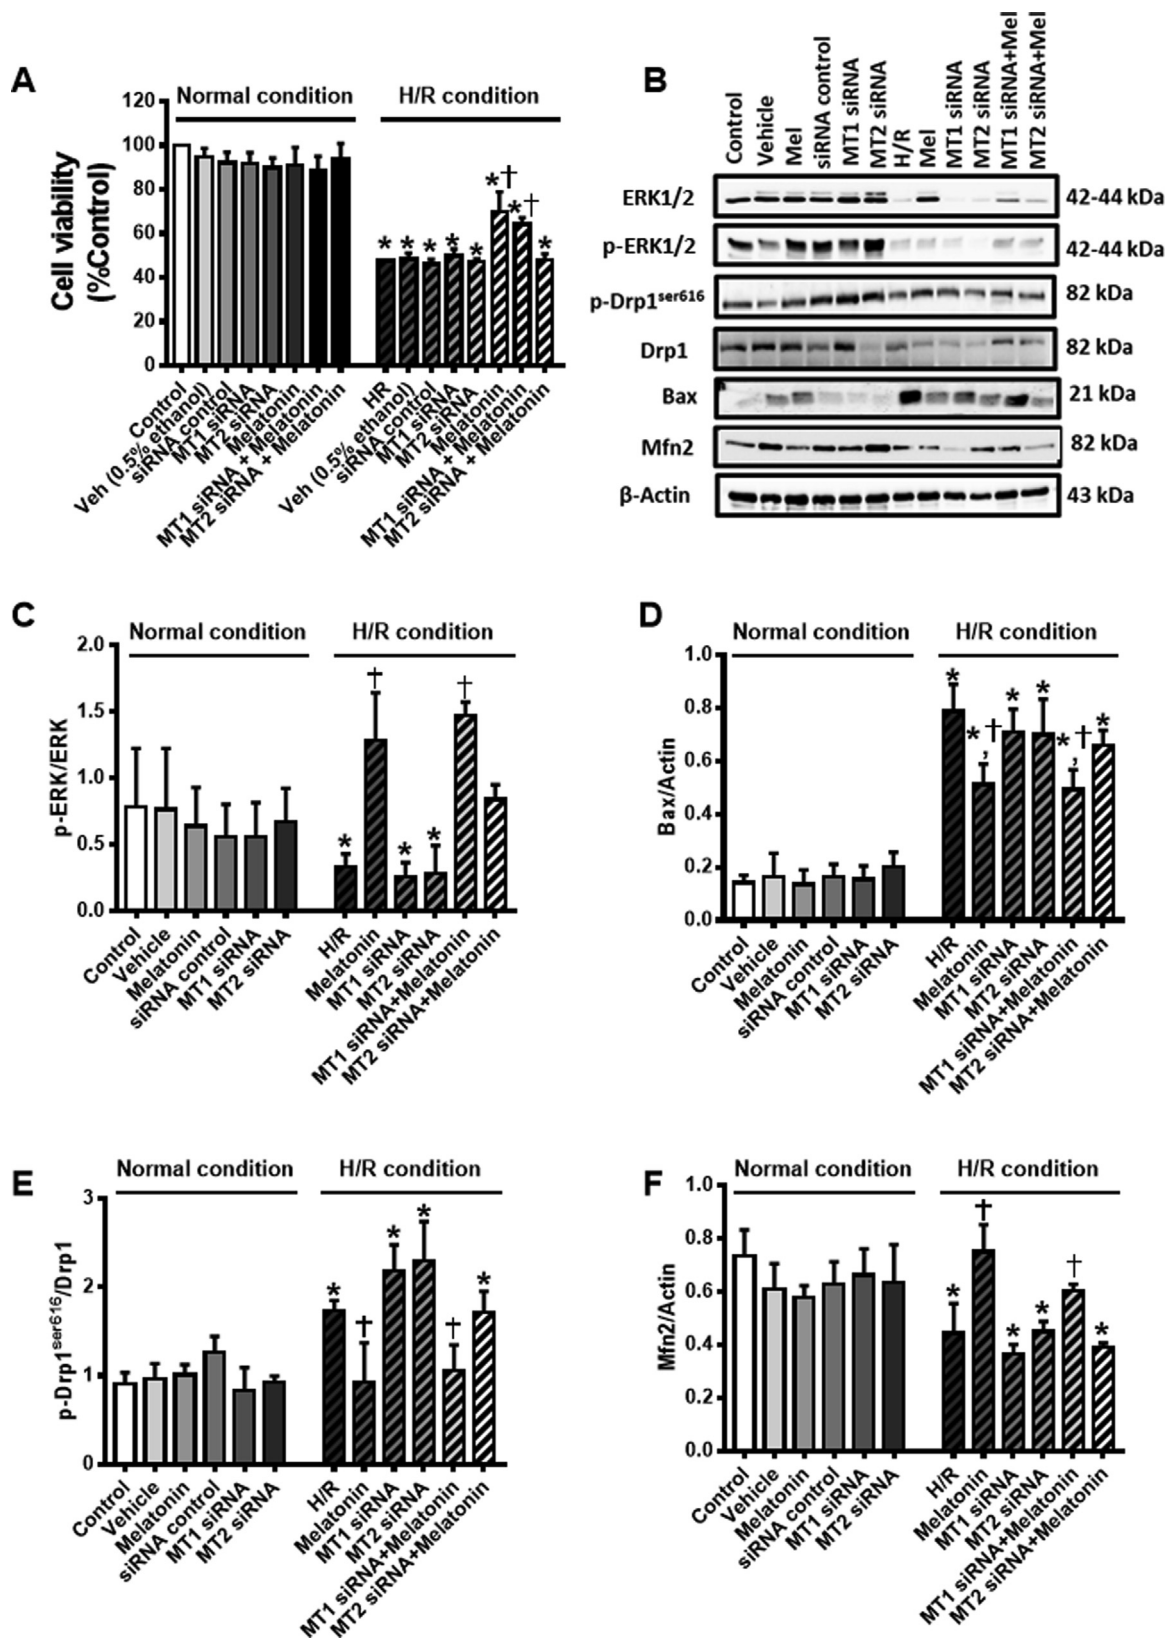 A
Normal condition
H/R condition
Cell viability
(%Control)
120
100
80
60
40
20
0
* * * * * *† *† *
Control
Veh (0.5% ethanol)
siRNA control
MT1 siRNA
MT2 siRNA
Melatonin
MT1 siRNA + Melatonin
MT2 siRNA + Melatonin
HR
Veh (0.5% ethanol)
siRNA control
MT1 siRNA
MT2 siRNA
Melatonin
MT1 siRNA + Melatonin
MT2 siRNA + Melatonin
B
Control
Vehicle
Mel
siRNA control
MT1 siRNA
MT2 siRNA
H/R
Mel
MT1 siRNA
MT2 siRNA
MT1 siRNA+Mel
MT2 siRNA+Mel
ERK1/2 42-44 kDa
p-ERK1/2 42-44 kDa
p-Drp1ser616 82 kDa
Drp1 82 kDa
Bax 21 kDa
Mfn2 82 kDa
β-Actin 43 kDa
C
Normal condition
H/R condition
p-ERK/ERK
2.0
1.5
1.0
0.5
0.0
* † * * †
Control
Vehicle
Melatonin
siRNA control
MT1 siRNA
MT2 siRNA
H/R
Melatonin
MT1 siRNA
MT2 siRNA
MT1 siRNA+Melatonin
MT2 siRNA+Melatonin
D
Normal condition
H/R condition
Bax/Actin
1.0
0.8
0.6
0.4
0.2
0.0
* *,† * * *,† *
Control
Vehicle
Melatonin
siRNA control
MT1 siRNA
MT2 siRNA
H/R
Melatonin
MT1 siRNA
MT2 siRNA
MT1 siRNA+Melatonin
MT2 siRNA+Melatonin
E
Normal condition
H/R condition
p-Drp1ser616/Drp1
3
2
1
0
* † * * † *
Control
Vehicle
Melatonin
siRNA control
MT1 siRNA
MT2 siRNA
H/R
Melatonin
MT1 siRNA
MT2 siRNA
MT1 siRNA+Melatonin
MT2 siRNA+Melatonin
F
Normal condition
H/R condition
Mfn2/Actin
1.0
0.8
0.6
0.4
0.2
0.0
* † * * † *
Control
Vehicle
Melatonin
siRNA control
MT1 siRNA
MT2 siRNA
H/R
Melatonin
MT1 siRNA
MT2 siRNA
MT1 siRNA+Melatonin
MT2 siRNA+Melatonin